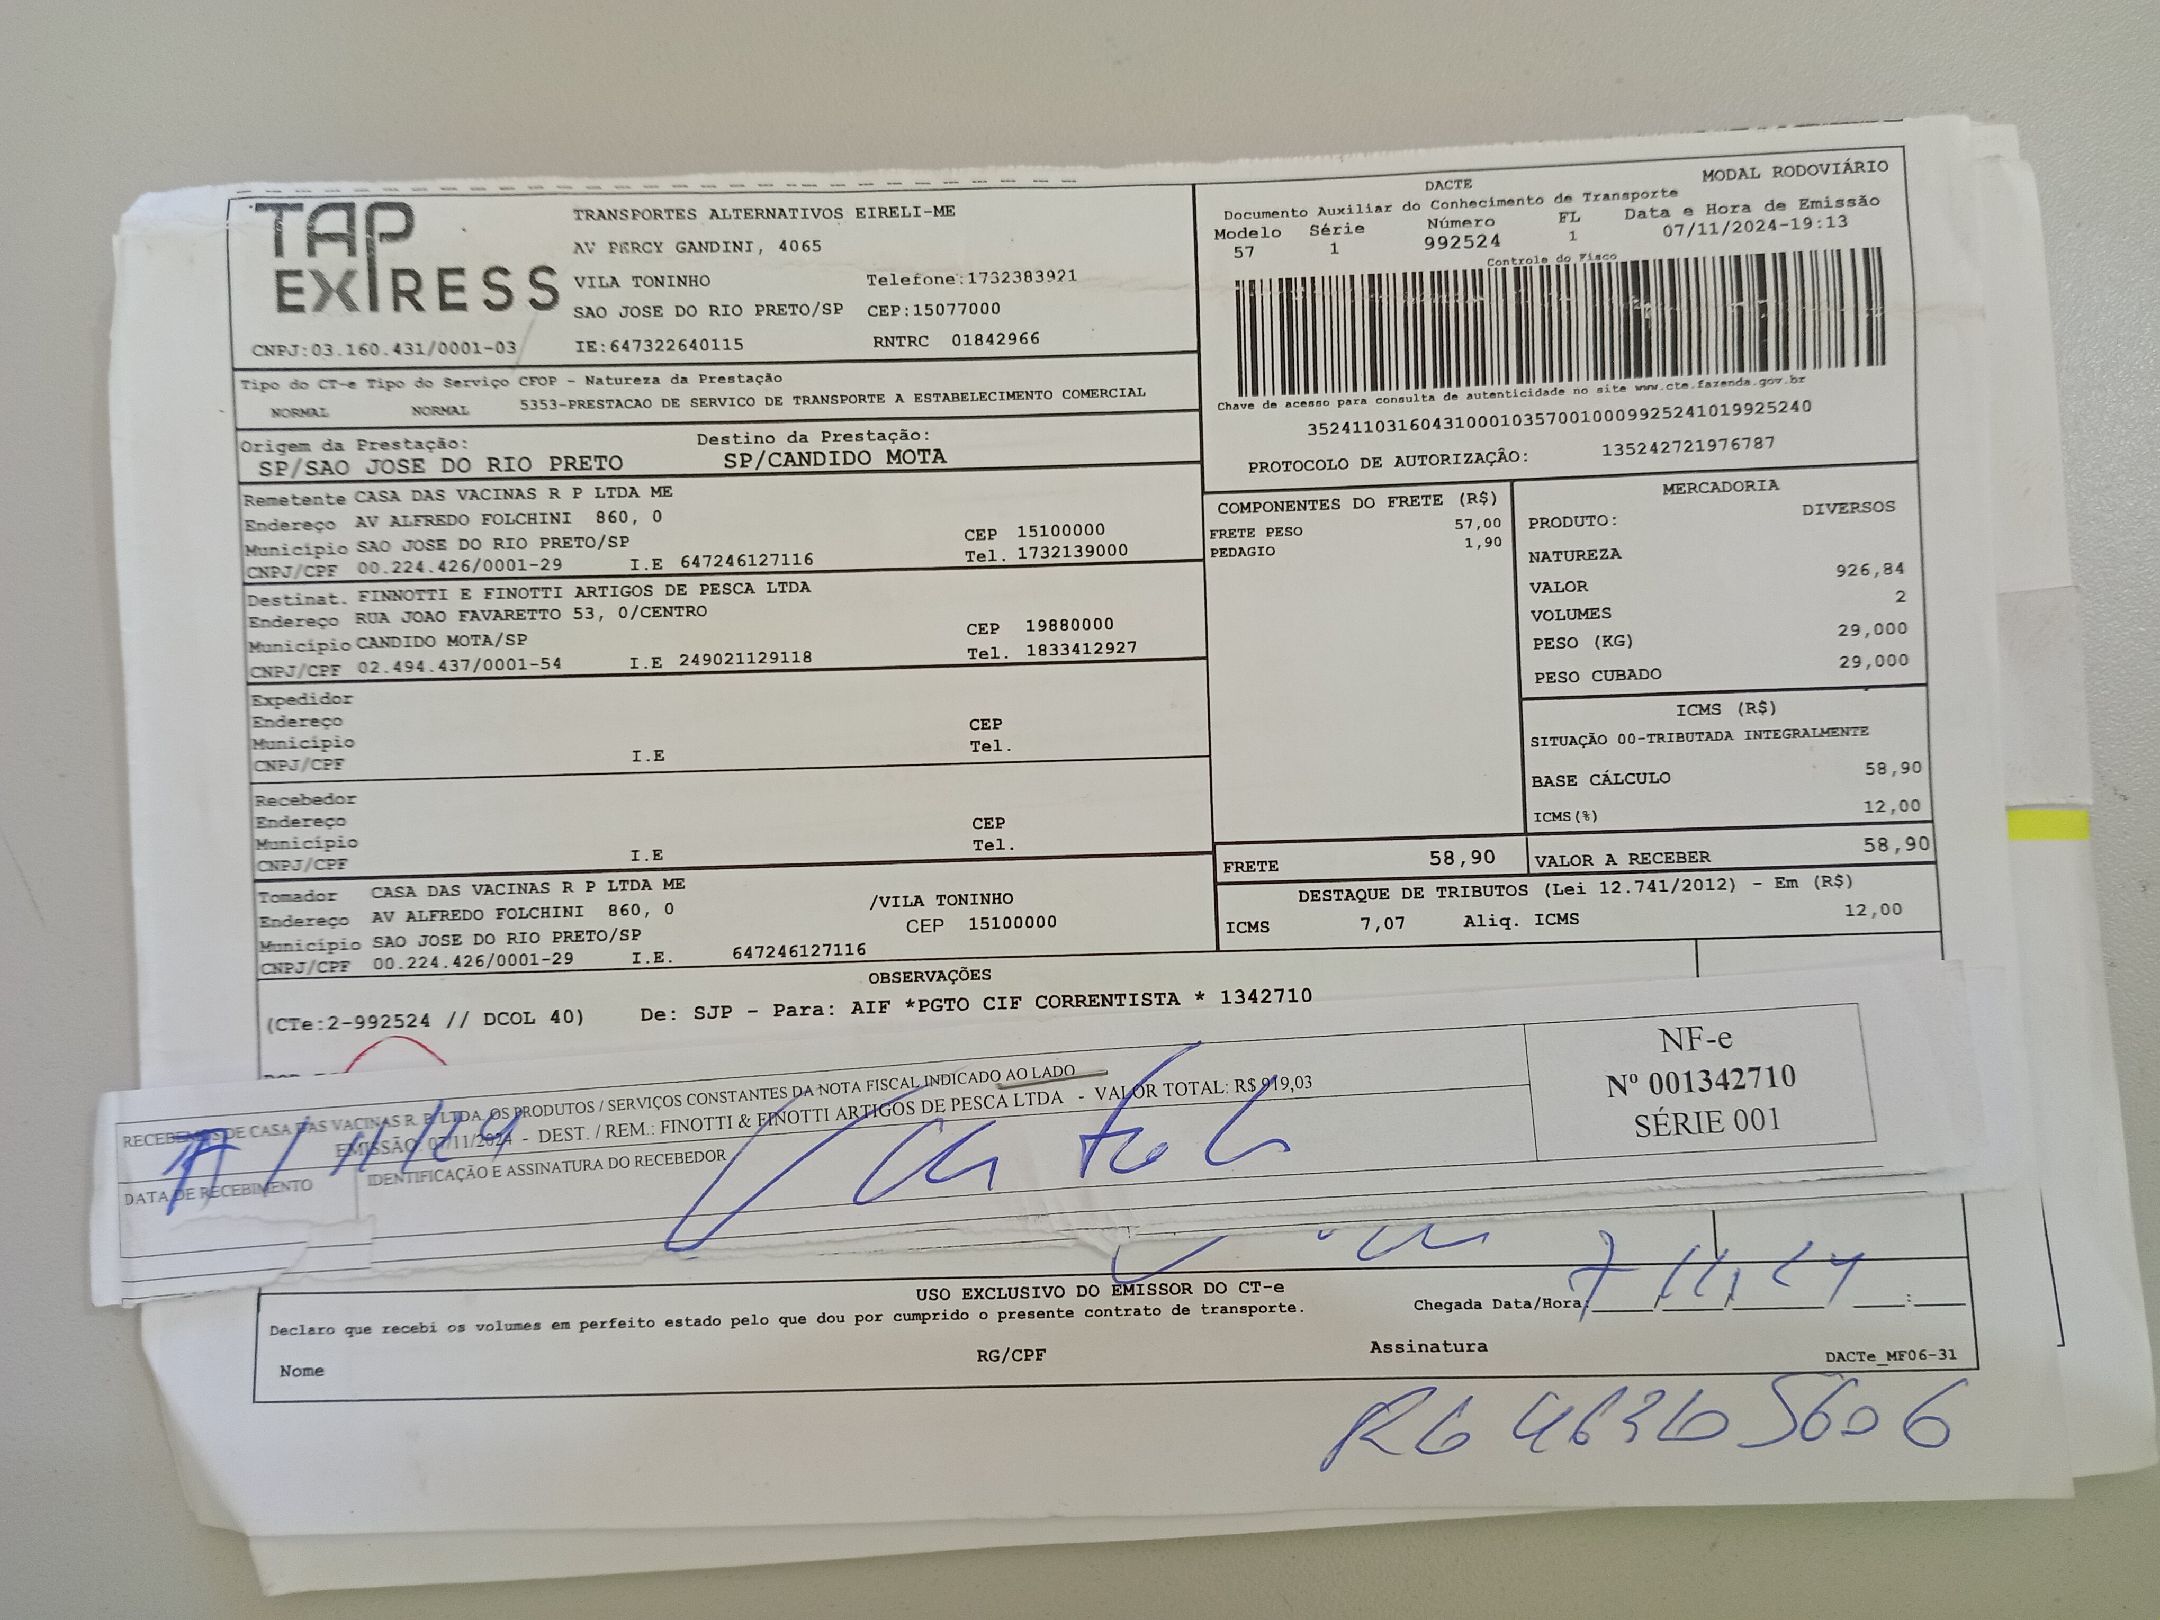 TAP
EXPRESS
TRANSPORTES ALTERNATIVOS EIRELI-ME
AV PERCY GANDINI, 4065
VILA TONINHO Telefone:1732383921
SAO JOSE DO RIO PRETO/SP CEP:15077000
CNPJ:03.160.431/0001-03 IE:647322640115 RNTRC 01842966
DACTE MODAL RODOVIÁRIO
Documento Auxiliar do Conhecimento de Transporte
Modelo Série Número FL Data e Hora de Emissão
57 1 992524 1 07/11/2024-19:13
Controle do Fisco
Chave de acesso para consulta de autenticidade no site www.cte.fazenda.gov.br
35241103160431000103570010009925241019925240
PROTOCOLO DE AUTORIZAÇÃO: 135242721976787
Tipo do CT-e Tipo do Serviço CFOP - Natureza da Prestação
NORMAL NORMAL 5353-PRESTACAO DE SERVICO DE TRANSPORTE A ESTABELECIMENTO COMERCIAL
Origem da Prestação: Destino da Prestação:
SP/SAO JOSE DO RIO PRETO SP/CANDIDO MOTA
Remetente CASA DAS VACINAS R P LTDA ME
Endereço AV ALFREDO FOLCHINI 860, 0 CEP 15100000
Município SAO JOSE DO RIO PRETO/SP Tel. 1732139000
CNPJ/CPF 00.224.426/0001-29 I.E 647246127116
Destinat. FINNOTTI E FINOTTI ARTIGOS DE PESCA LTDA
Endereço RUA JOAO FAVARETTO 53, 0/CENTRO CEP 19880000
Município CANDIDO MOTA/SP Tel. 1833412927
CNPJ/CPF 02.494.437/0001-54 I.E 249021129118
Expedidor
Endereço CEP
Município Tel.
CNPJ/CPF I.E
Recebedor
Endereço CEP
Município Tel.
CNPJ/CPF I.E
Tomador CASA DAS VACINAS R P LTDA ME
Endereço AV ALFREDO FOLCHINI 860, 0 /VILA TONINHO
Município SAO JOSE DO RIO PRETO/SP CEP 15100000
CNPJ/CPF 00.224.426/0001-29 I.E. 647246127116
COMPONENTES DO FRETE (R$)
FRETE PESO 57,00
PEDAGIO 1,90
MERCADORIA
PRODUTO: DIVERSOS
NATUREZA
VALOR 926,84
VOLUMES 2
PESO (KG) 29,000
PESO CUBADO 29,000
ICMS (R$)
SITUAÇÃO 00-TRIBUTADA INTEGRALMENTE
BASE CÁLCULO 58,90
ICMS(%) 12,00
FRETE 58,90 VALOR A RECEBER 58,90
DESTAQUE DE TRIBUTOS (Lei 12.741/2012) - Em (R$)
ICMS 7,07 Aliq. ICMS 12,00
OBSERVAÇÕES
(CTe:2-992524 // DCOL 40) De: SJP - Para: AIF *PGTO CIF CORRENTISTA * 1342710
RECEBEMOS DE CASA DAS VACINAS R. P. LTDA OS PRODUTOS / SERVIÇOS CONSTANTES DA NOTA FISCAL INDICADO AO LADO
EMISSÃO: 07/11/2024 - DEST. / REM.: FINOTTI & FINOTTI ARTIGOS DE PESCA LTDA - VALOR TOTAL: R$ 919,03
DATA DE RECEBIMENTO IDENTIFICAÇÃO E ASSINATURA DO RECEBEDOR
NF-e
Nº 001342710
SÉRIE 001
USO EXCLUSIVO DO EMISSOR DO CT-e
Declaro que recebi os volumes em perfeito estado pelo que dou por cumprido o presente contrato de transporte.
Chegada Data/Hora
Nome RG/CPF Assinatura
DACTe_MF06-31